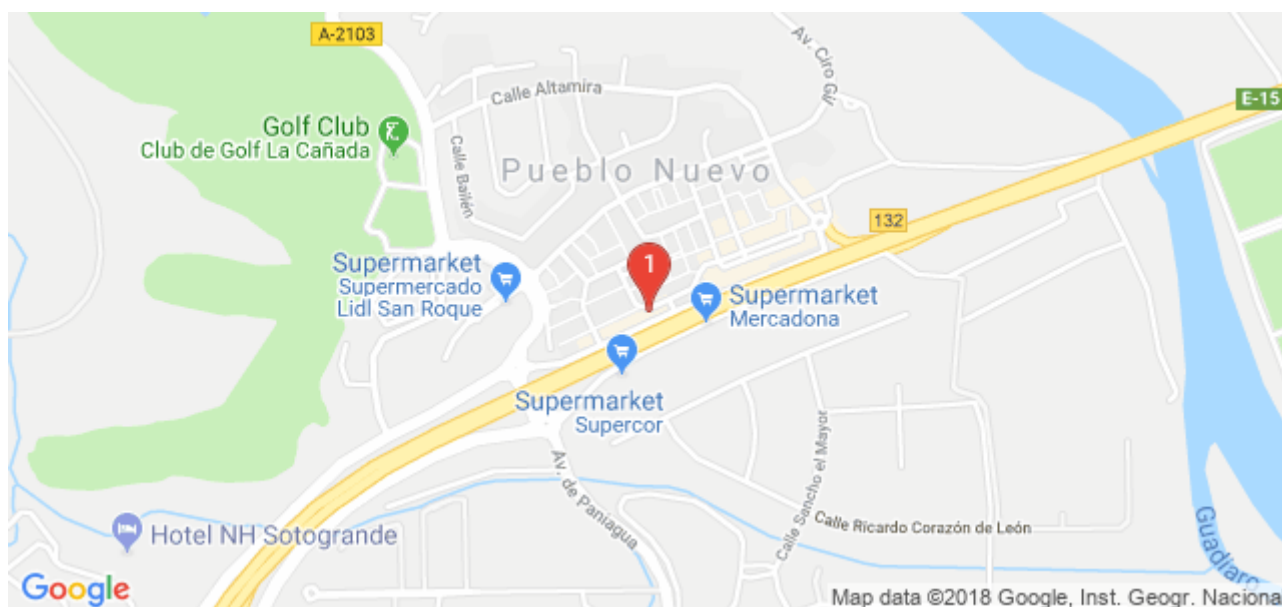 A-2103
Av. Ciro Gil
E-15
Calle Altamira
Golf Club
Club de Golf La Cañada
Calle Bailén
Pueblo Nuevo
132
1
Supermarket
Supermercado
Lidl San Roque
Supermarket
Mercadona
Supermarket
Supercor
Av. de Paniagua
Calle Sancho el Mayor
Calle Ricardo Corazón de León
Guadiaro
Hotel NH Sotogrande
Google
Map data ©2018 Google, Inst. Geogr. Naciona